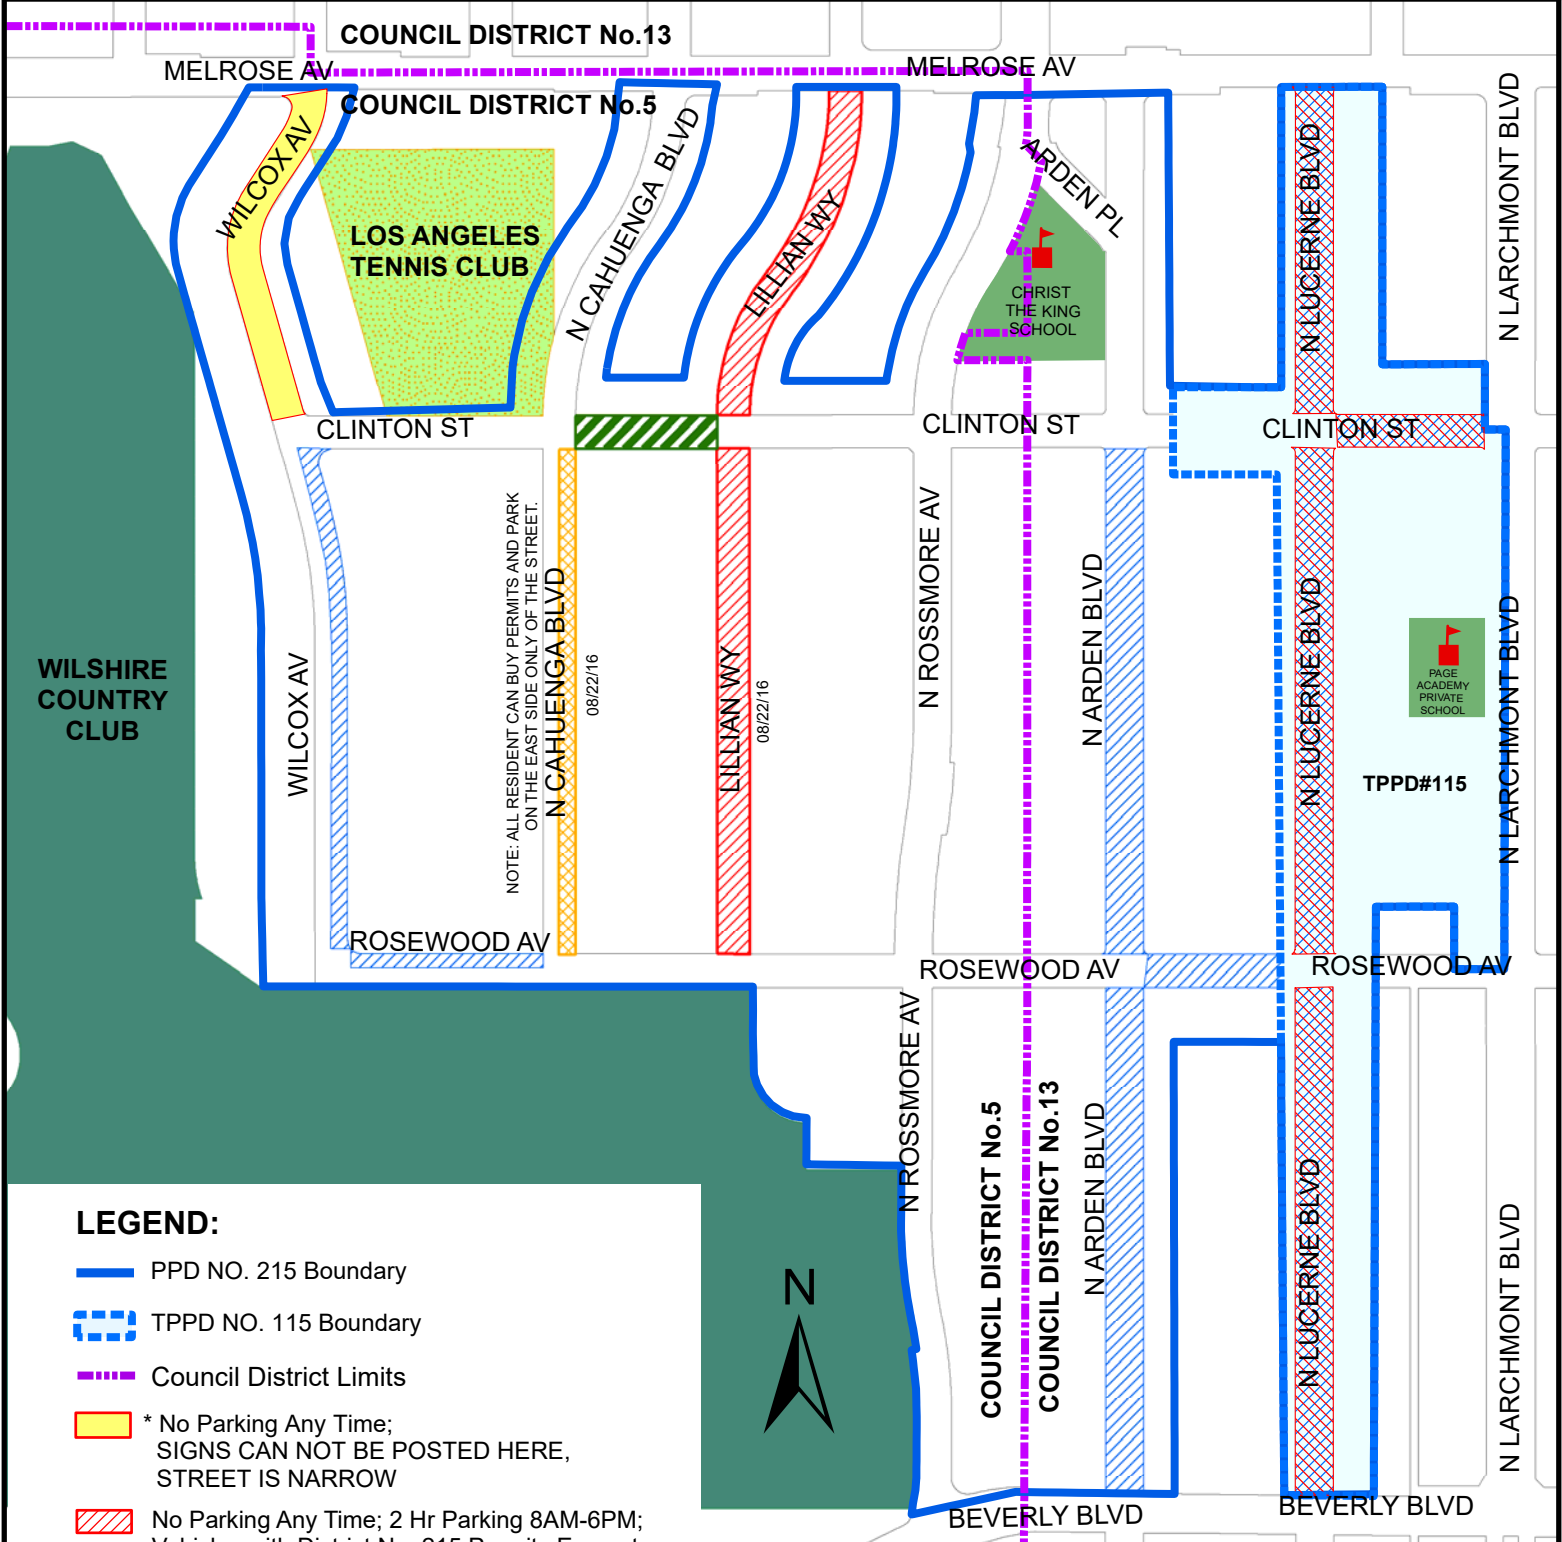 COUNCIL DISTRICT No.13
MELROSE AV
MELROSE AV
COUNCIL DISTRICT No.5
WILCOX AV
LOS ANGELES
TENNIS CLUB
N CAHUENGA BLVD
LILLIAN WY
ARDEN PL
CHRIST
THE KING
SCHOOL
N LUCERNE BLVD
N LARCHMONT BLVD
CLINTON ST
CLINTON ST
CLINTON ST
WILSHIRE
COUNTRY
CLUB
WILCOX AV
NOTE: ALL RESIDENT CAN BUY PERMITS AND PARK
ON THE EAST SIDE ONLY OF THE STREET.
N CAHUENGA BLVD
08/22/16
LILLIAN WY
08/22/16
N ROSSMORE AV
N ARDEN BLVD
N LUCERNE BLVD
PAGE
ACADEMY
PRIVATE
SCHOOL
TPPD#115
N LARCHMONT BLVD
ROSEWOOD AV
ROSEWOOD AV
ROSEWOOD AV
N ROSSMORE AV
COUNCIL DISTRICT No.5
COUNCIL DISTRICT No.13
N ARDEN BLVD
N LUCERNE BLVD
N LARCHMONT BLVD
N
BEVERLY BLVD
BEVERLY BLVD
LEGEND:
PPD NO. 215 Boundary
TPPD NO. 115 Boundary
Council District Limits
* No Parking Any Time;
SIGNS CAN NOT BE POSTED HERE,
STREET IS NARROW
No Parking Any Time; 2 Hr Parking 8AM-6PM;